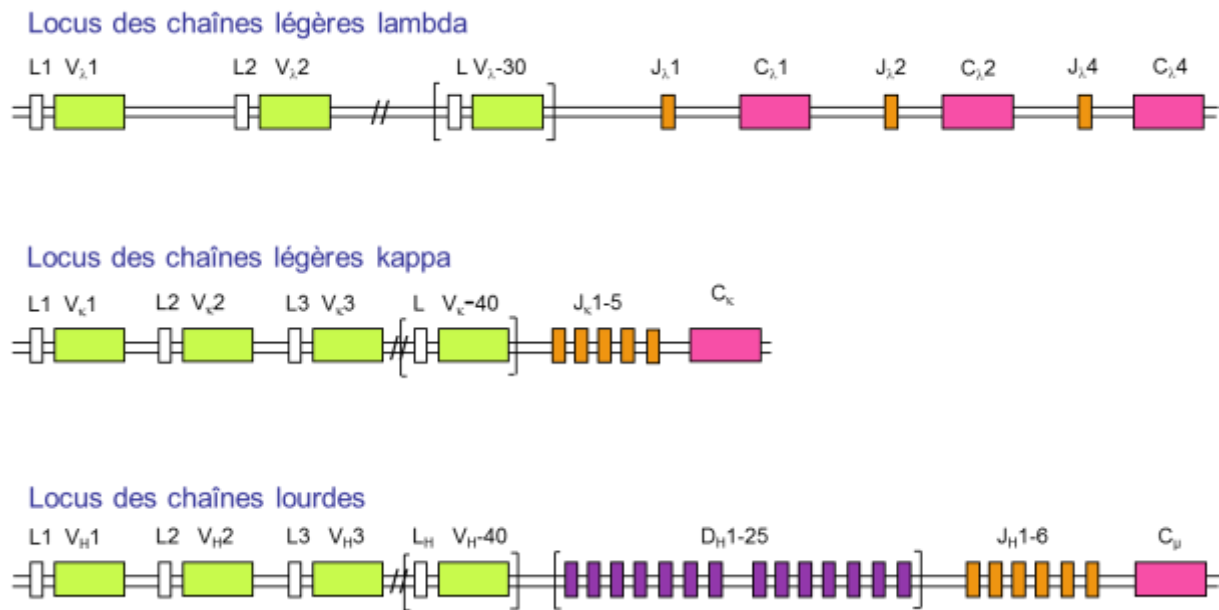 Locus des chaînes légères lambda
L1 Vλ1 L2 Vλ2 L Vλ-30 Jλ1 Cλ1 Jλ2 Cλ2 Jλ4 Cλ4
Locus des chaînes légères kappa
L1 Vκ1 L2 Vκ2 L3 Vκ3 L Vκ-40 Jκ1-5 Cκ
Locus des chaînes lourdes
L1 VH1 L2 VH2 L3 VH3 LH VH-40 DH1-25 JH1-6 Cμ